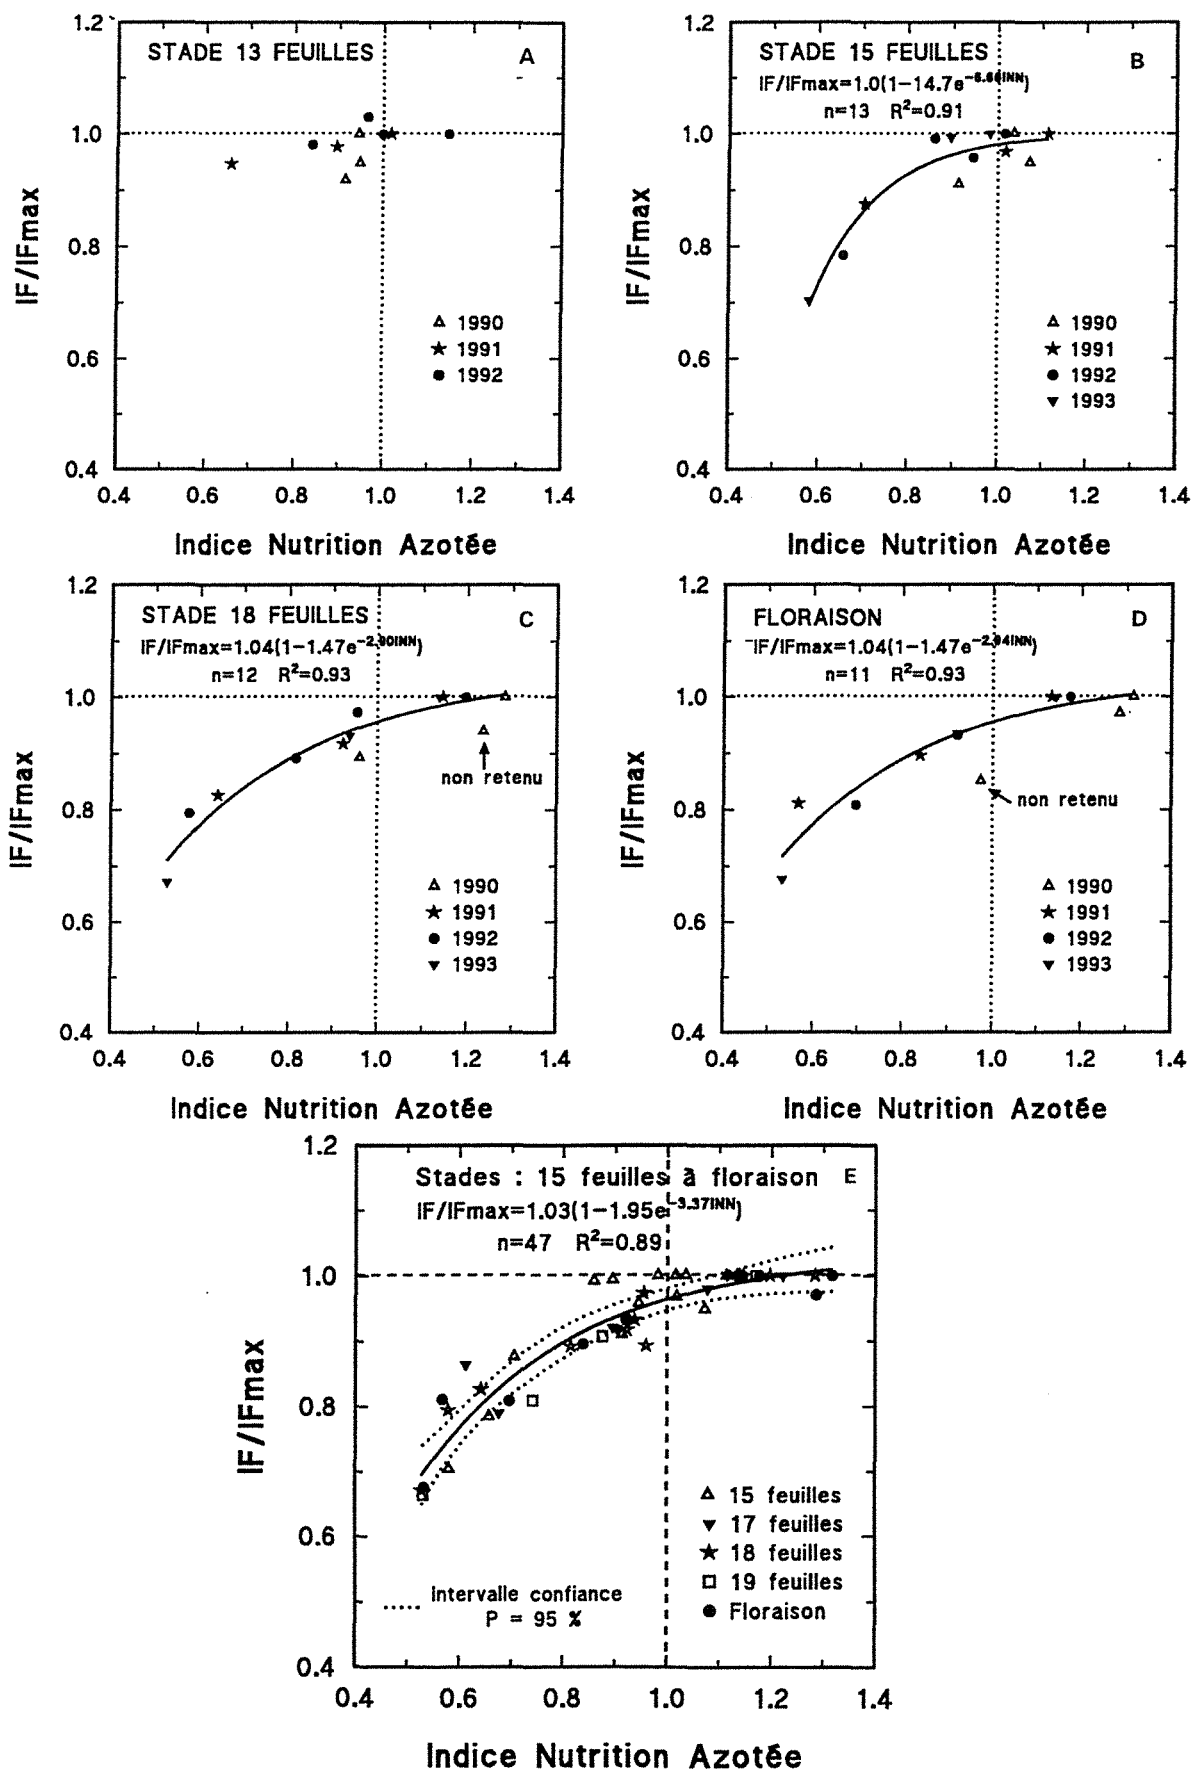 STADE 13 FEUILLES
A
IF/IFmax
1.2
1.0
0.8
0.6
0.4
△ 1990
★ 1991
● 1992
0.4 0.6 0.8 1.0 1.2 1.4
Indice Nutrition Azotée
STADE 15 FEUILLES
B
n=13 R²=0.91
IF/IFmax
1.2
1.0
0.8
0.6
0.4
△ 1990
★ 1991
● 1992
▼ 1993
0.4 0.6 0.8 1.0 1.2 1.4
Indice Nutrition Azotée
STADE 18 FEUILLES
C
n=12 R²=0.93
IF/IFmax
1.2
1.0
0.8
0.6
0.4
non retenu
△ 1990
★ 1991
● 1992
▼ 1993
0.4 0.6 0.8 1.0 1.2 1.4
Indice Nutrition Azotée
FLORAISON
D
n=11 R²=0.93
IF/IFmax
1.2
1.0
0.8
0.6
0.4
non retenu
△ 1990
★ 1991
● 1992
▼ 1993
0.4 0.6 0.8 1.0 1.2 1.4
Indice Nutrition Azotée
Stades : 15 feuilles à floraison E
IF/IFmax=1.03(1-1.95e^-3.37INN)
n=47 R²=0.89
IF/IFmax
1.2
1.0
0.8
0.6
0.4
△ 15 feuilles
▼ 17 feuilles
★ 18 feuilles
□ 19 feuilles
● Floraison
Intervalle confiance
P = 95 %
0.4 0.6 0.8 1.0 1.2 1.4
Indice Nutrition Azotée